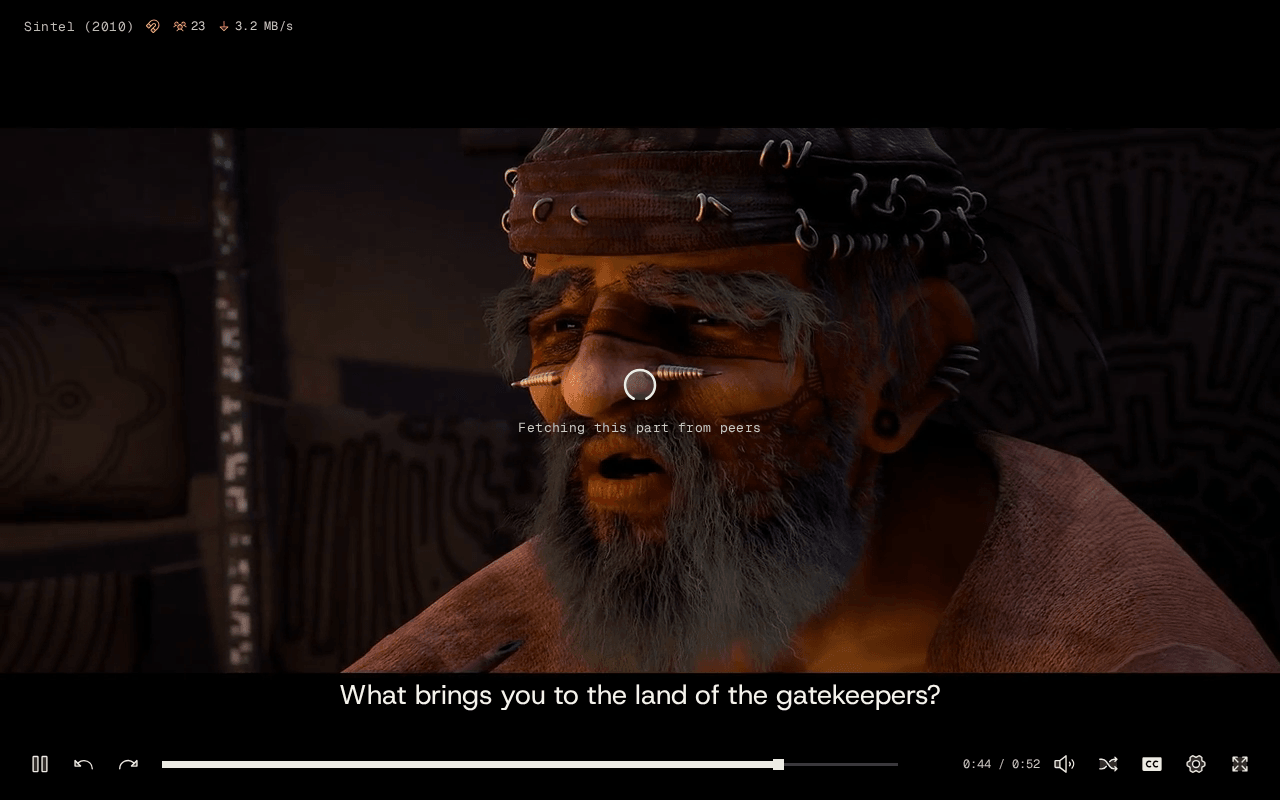 Sintel (2010) 23 3.2 MB/s
Fetching this part from peers
What brings you to the land of the gatekeepers?
0:44 / 0:52 CC